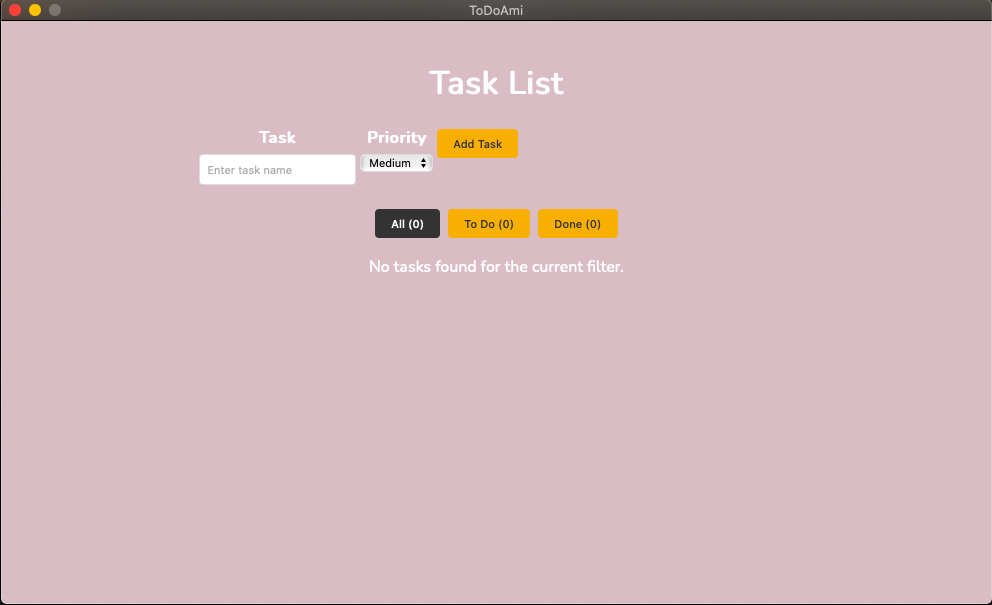 ToDoAmi
Task List
Task
Priority
Add Task
Enter task name
Medium
All (0)
To Do (0)
Done (0)
No tasks found for the current filter.